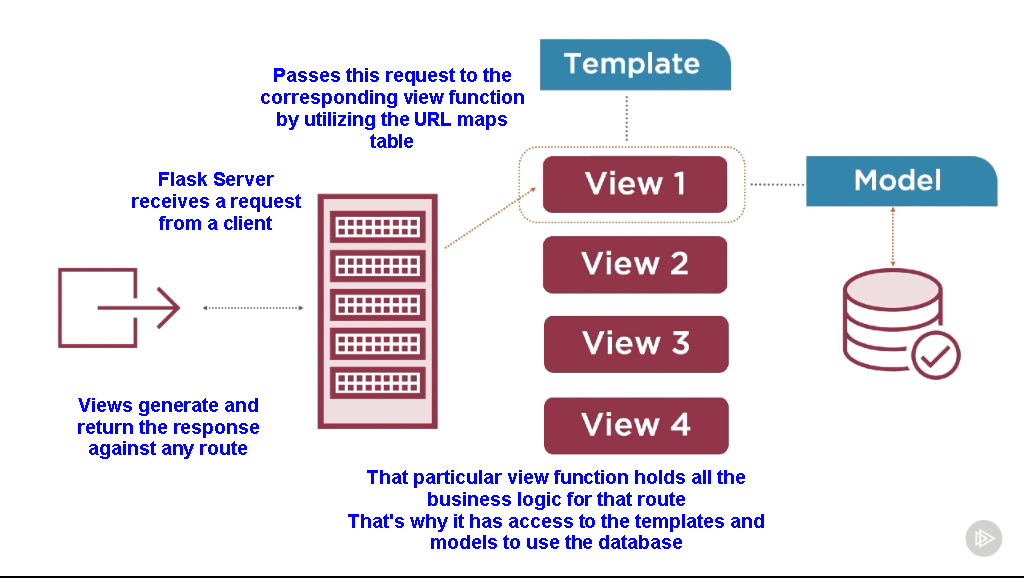 Template
Passes this request to the
corresponding view function
by utilizing the URL maps
table
Flask Server
receives a request
from a client
View 1
Model
View 2
View 3
View 4
Views generate and
return the response
against any route
That particular view function holds all the
business logic for that route
That's why it has access to the templates and
models to use the database